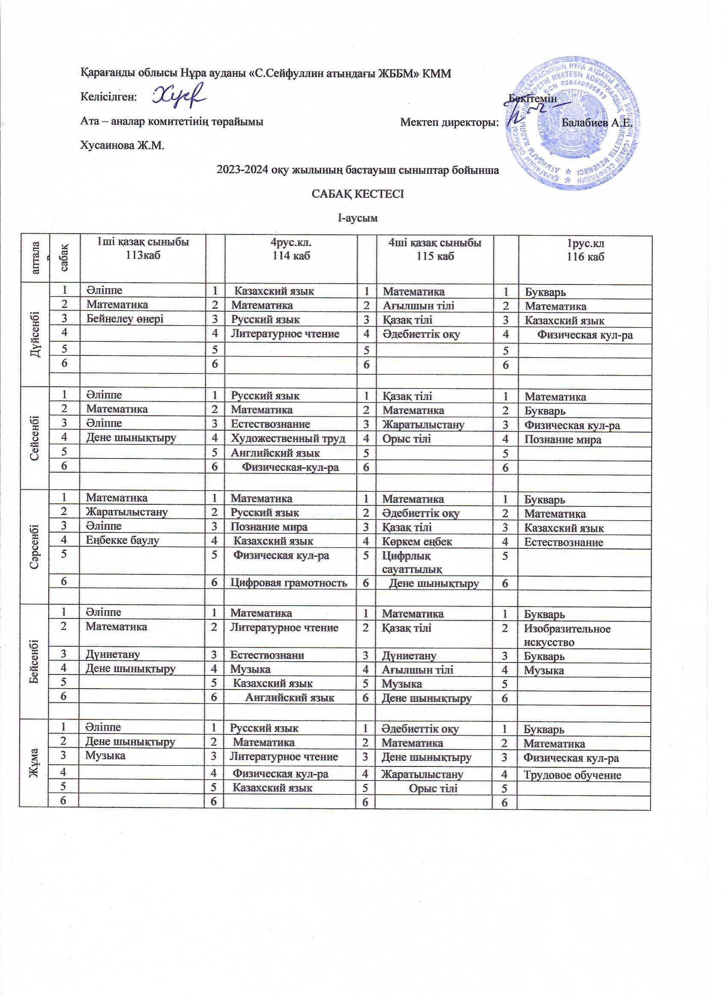 Қарағанды облысы Нұра ауданы «С.Сейфуллин атындағы ЖББМ» КММ
Келісілген: Бекітемін
Ата – аналар комитетінің төрайымы Мектеп директоры: Балабиев А.Е.
Хусаинова Ж.М.
2023-2024 оқу жылының бастауыш сыныптар бойынша
САБАҚ КЕСТЕСІ
І-аусым
аптала сабақ 1ші қазақ сыныбы 4рус.кл. 4ші қазақ сыныбы 1рус.кл
113каб 114 каб 115 каб 116 каб
Дүйсенбі
1 Әліппе 1 Казахский язык 1 Математика 1 Букварь
2 Математика 2 Математика 2 Ағылшын тілі 2 Математика
3 Бейнелеу өнері 3 Русский язык 3 Қазақ тілі 3 Казахский язык
4 4 Литературное чтение 4 Әдебиеттік оқу 4 Физическая кул-ра
5 5 5 5
6 6 6 6
Сейсенбі
1 Әліппе 1 Русский язык 1 Қазақ тілі 1 Математика
2 Математика 2 Математика 2 Математика 2 Букварь
3 Әліппе 3 Естествознание 3 Жаратылыстану 3 Физическая кул-ра
4 Дене шынықтыру 4 Художественный труд 4 Орыс тілі 4 Познание мира
5 5 Английский язык 5 5
6 6 Физическая-кул-ра 6 6
Сәрсенбі
1 Математика 1 Математика 1 Математика 1 Букварь
2 Жаратылыстану 2 Русский язык 2 Әдебиеттік оқу 2 Математика
3 Әліппе 3 Познание мира 3 Қазақ тілі 3 Казахский язык
4 Еңбекке баулу 4 Казахский язык 4 Көркем еңбек 4 Естествознание
5 5 Физическая кул-ра 5 Цифрлық 5
сауаттылық
6 6 Цифровая грамотность 6 Дене шынықтыру 6
Бейсенбі
1 Әліппе 1 Математика 1 Математика 1 Букварь
2 Математика 2 Литературное чтение 2 Қазақ тілі 2 Изобразительное
искусство
3 Дүниетану 3 Естествознани 3 Дүниетану 3 Букварь
4 Дене шынықтыру 4 Музыка 4 Ағылшын тілі 4 Музыка
5 5 Казахский язык 5 Музыка 5
6 6 Английский язык 6 Дене шынықтыру 6
Жұма
1 Әліппе 1 Русский язык 1 Әдебиеттік оқу 1 Букварь
2 Дене шынықтыру 2 Математика 2 Математика 2 Математика
3 Музыка 3 Литературное чтение 3 Дене шынықтыру 3 Физическая кул-ра
4 4 Физическая кул-ра 4 Жаратылыстану 4 Трудовое обучение
5 5 Казахский язык 5 Орыс тілі 5
6 6 6 6